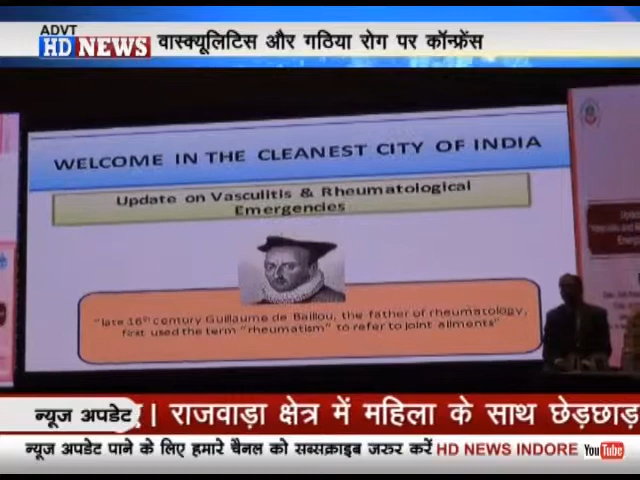 ADVT
HD NEWS
वास्क्यूलिटिस और गठिया रोग पर कॉन्फ्रेंस
WELCOME IN THE CLEANEST CITY OF INDIA
Update on Vasculitis & Rheumatological
Emergencies
"late 16th century Guillaume de Baillou, the father of rheumatology,
first used the term "rheumatism" to refer to joint ailments"
न्यूज अपडेट
। राजवाड़ा क्षेत्र में महिला के साथ छेड़छाड़
न्यूज अपडेट पाने के लिए हमारे चैनल को सब्सक्राइब जरुर करें HD NEWS INDORE YouTube